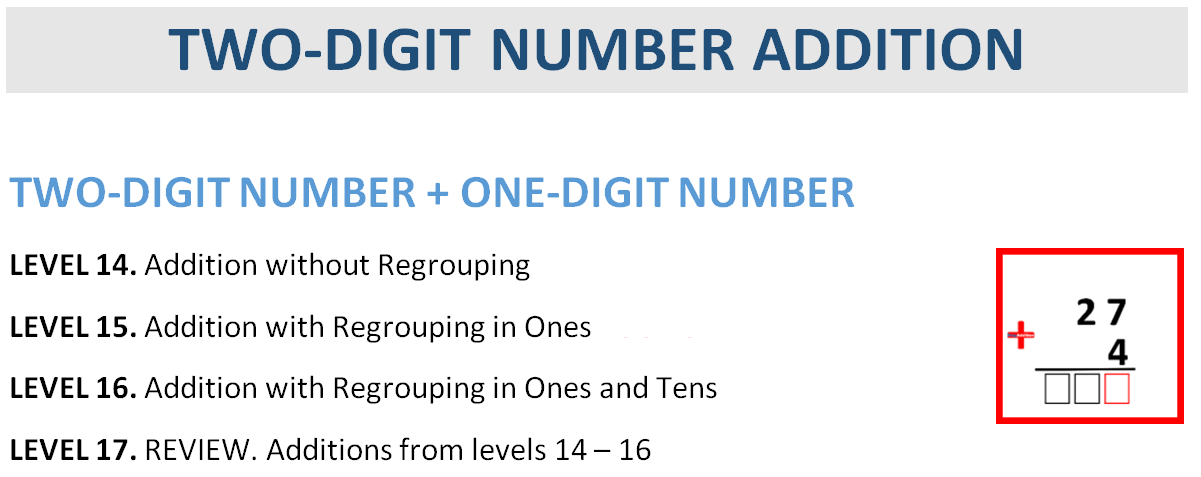 TWO-DIGIT NUMBER ADDITION
TWO-DIGIT NUMBER + ONE-DIGIT NUMBER
LEVEL 14. Addition without Regrouping
LEVEL 15. Addition with Regrouping in Ones
LEVEL 16. Addition with Regrouping in Ones and Tens
LEVEL 17. REVIEW. Additions from levels 14 – 16
27
+
4